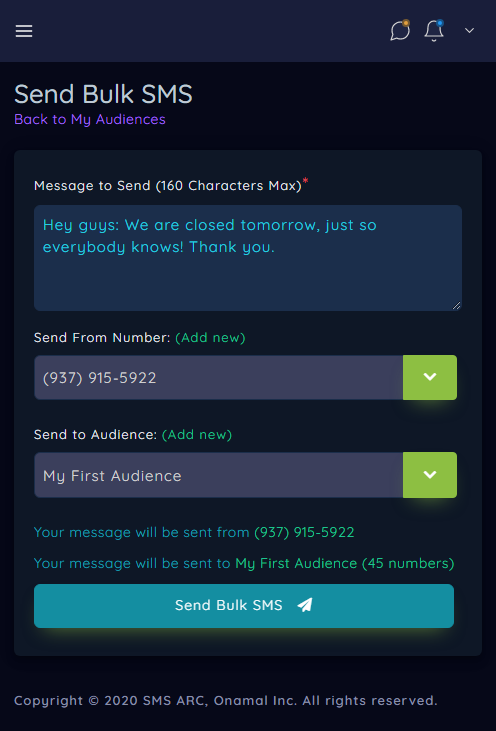 Send Bulk SMS
Back to My Audiences
Message to Send (160 Characters Max)*
Hey guys: We are closed tomorrow, just so
everybody knows! Thank you.
Send From Number: (Add new)
(937) 915-5922
Send to Audience: (Add new)
My First Audience
Your message will be sent from (937) 915-5922
Your message will be sent to My First Audience (45 numbers)
Send Bulk SMS
Copyright © 2020 SMS ARC, Onamal Inc. All rights reserved.